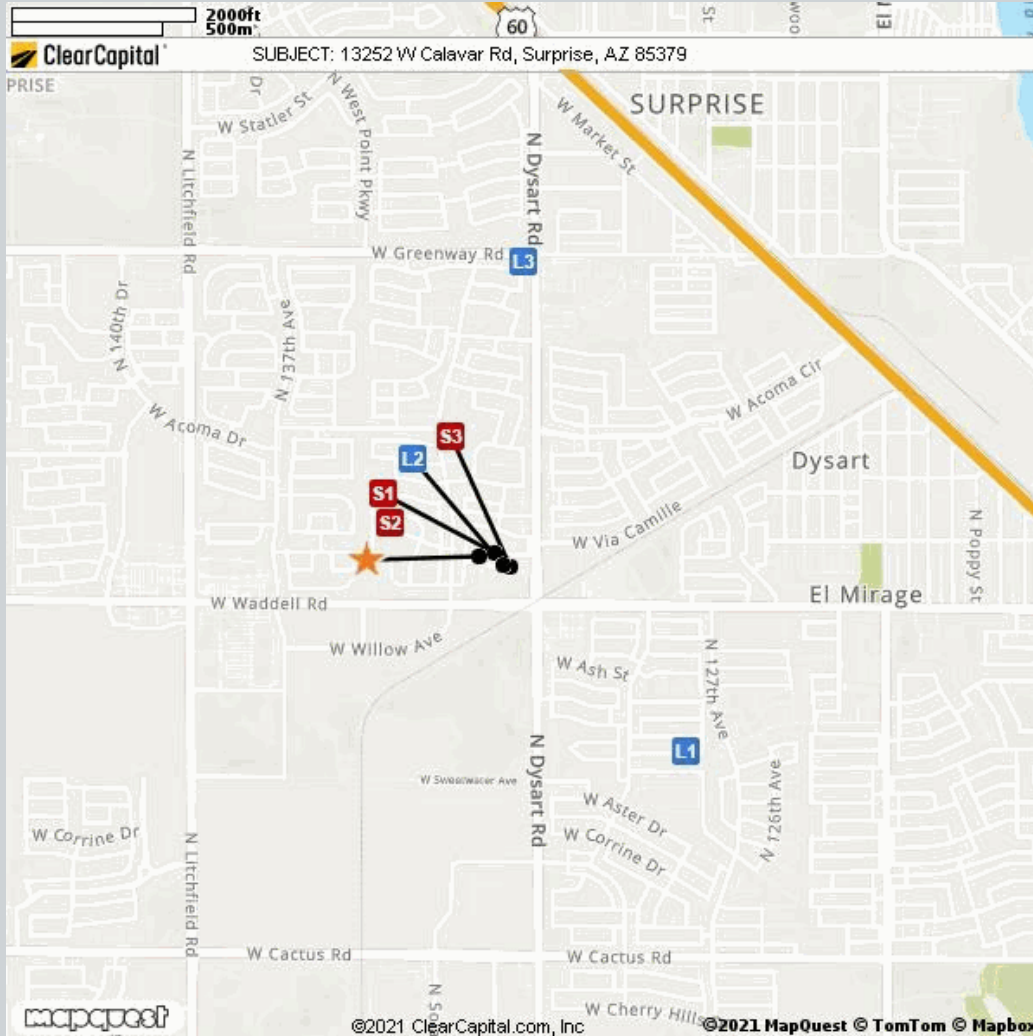 2000ft
500m
60
St
ClearCapital
SUBJECT: 13252 W Calavar Rd, Surprise, AZ 85379
PRISE
Dr
W Statler St
N West Point Pkwy
N Litchfield Rd
N Dysart Rd
W Market St
SURPRISE
W Greenway Rd
L3
N 140th Dr
N 137th Ave
W Acoma Dr
W Acoma Cir
S3
L2
S1
S2
Dysart
W Via Camille
N Poppy St
W Waddell Rd
El Mirage
W Willow Ave
W Ash St
N 127th Ave
L1
N Dysart Rd
W Sweetwater Ave
W Aster Dr
N 126th Ave
W Corrine Dr
W Corrine Dr
N Litchfield Rd
W Cactus Rd
W Cactus Rd
W Cherry Hills
mapquest
©2021 ClearCapital.com, Inc
©2021 MapQuest © TomTom © Mapbox